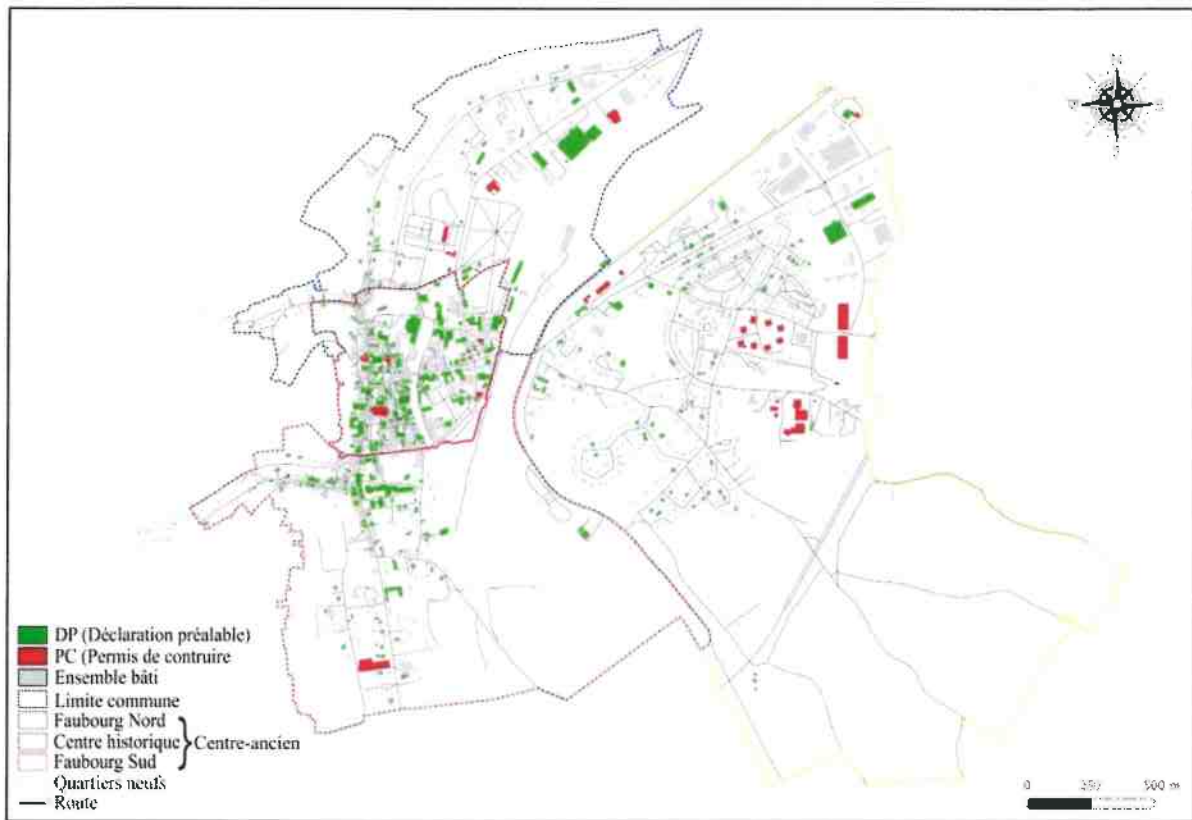 N
S
DP (Déclaration préalable)
PC (Permis de contruire
Ensemble bâti
Limite commune
Faubourg Nord
Centre historique
Centre-ancien
Faubourg Sud
Quartiers neufs
Route
0 250 500 m